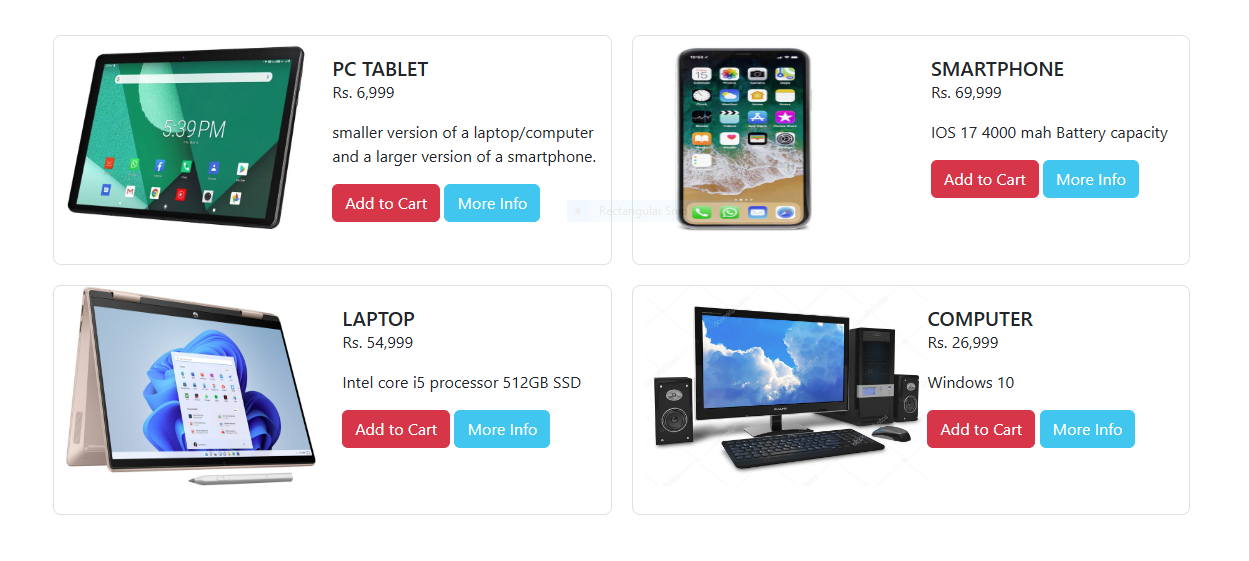 PC TABLET
Rs. 6,999
smaller version of a laptop/computer
and a larger version of a smartphone.
Add to Cart
More Info
5:39 PM
SMARTPHONE
Rs. 69,999
IOS 17 4000 mah Battery capacity
Add to Cart
More Info
15
Rectangular
LAPTOP
Rs. 54,999
Intel core i5 processor 512GB SSD
Add to Cart
More Info
COMPUTER
Rs. 26,999
Windows 10
Add to Cart
More Info